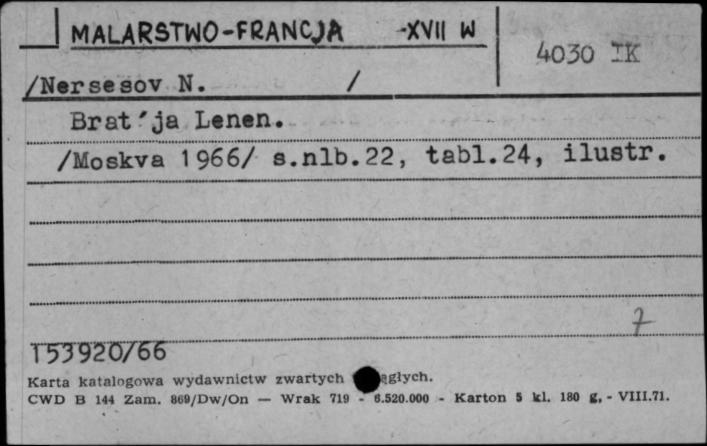 MALARSTWO-FRANCJA -XVII W
4030 IK
/Nersesov N. /
Brat'ja Lenen.
/Moskva 1966/ s.nlb.22, tabl.24, ilustr.
7
153920/66
Karta katalogowa wydawnictw zwartych
CWD B 144 Zam. 869/Dw/On — Wrak 719 - 6.520.000 - Karton 5 kl. 180 g. - VIII.71.